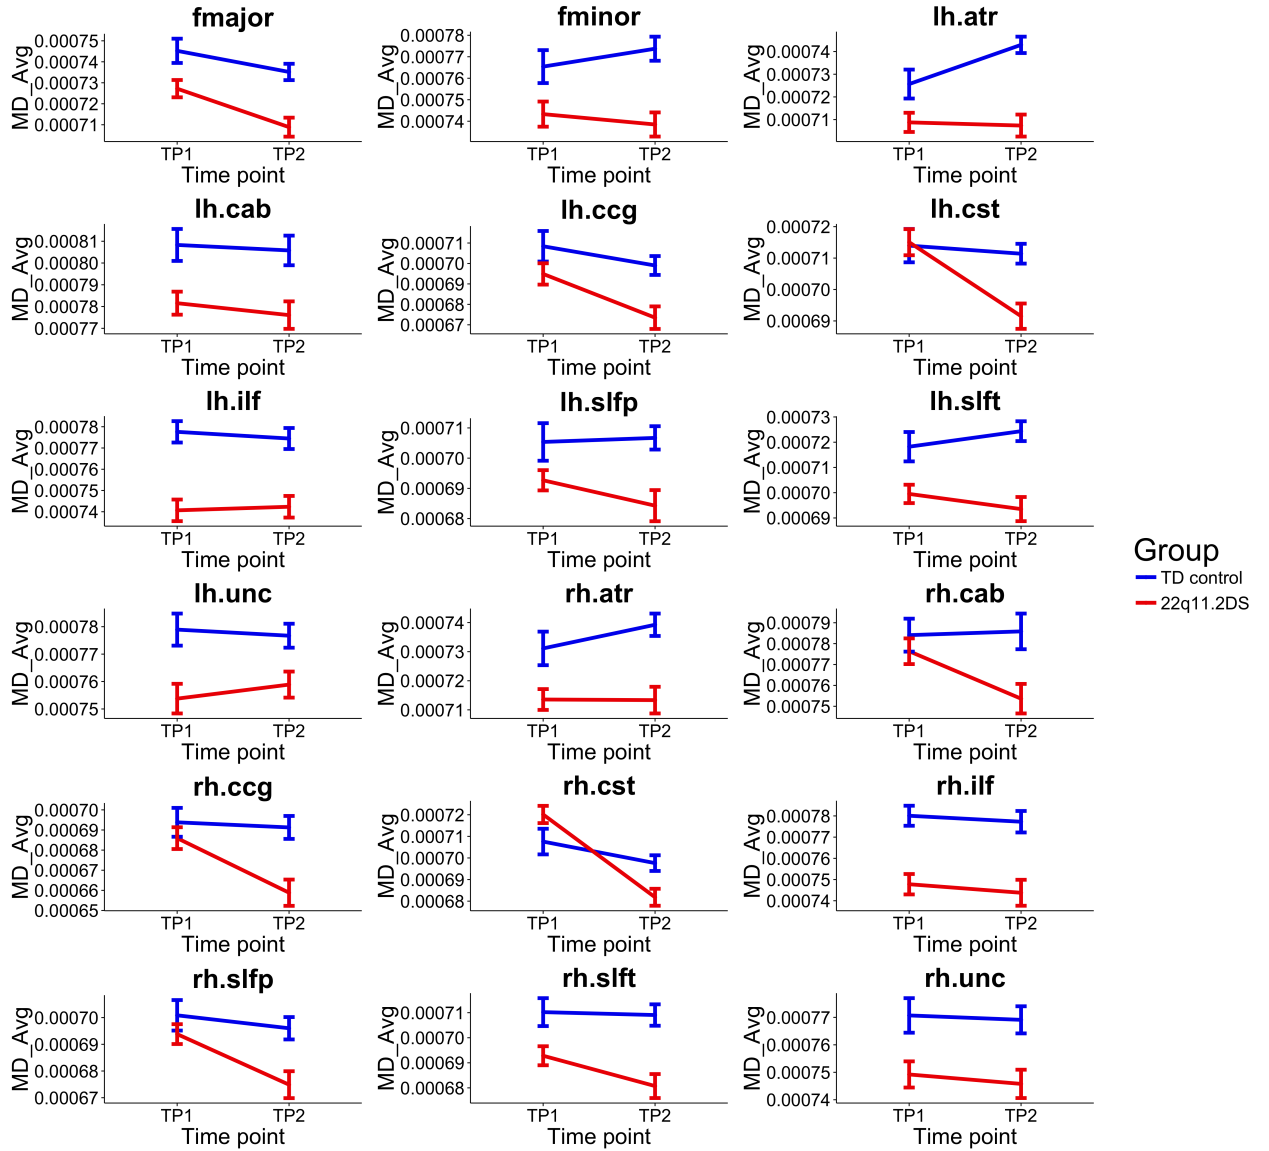 fmajor fminor lh.atr
MD_Avg 0.00075 0.00074 0.00073 0.00072 0.00071
MD_Avg 0.00078 0.00077 0.00076 0.00075 0.00074
MD_Avg 0.00074 0.00073 0.00072 0.00071
TP1 TP2 TP1 TP2 TP1 TP2
Time point Time point Time point
lh.cab lh.ccg lh.cst
MD_Avg 0.00081 0.00080 0.00079 0.00078 0.00077
MD_Avg 0.00071 0.00070 0.00069 0.00068 0.00067
MD_Avg 0.00072 0.00071 0.00070 0.00069
TP1 TP2 TP1 TP2 TP1 TP2
Time point Time point Time point
lh.ilf lh.slfp lh.slft
MD_Avg 0.00078 0.00077 0.00076 0.00075 0.00074
MD_Avg 0.00071 0.00070 0.00069 0.00068
MD_Avg 0.00073 0.00072 0.00071 0.00070 0.00069
TP1 TP2 TP1 TP2 TP1 TP2
Time point Time point Time point
Group
TD control
22q11.2DS
lh.unc rh.atr rh.cab
MD_Avg 0.00078 0.00077 0.00076 0.00075
MD_Avg 0.00074 0.00073 0.00072 0.00071
MD_Avg 0.00079 0.00078 0.00077 0.00076 0.00075
TP1 TP2 TP1 TP2 TP1 TP2
Time point Time point Time point
rh.ccg rh.cst rh.ilf
MD_Avg 0.00070 0.00069 0.00068 0.00067 0.00066 0.00065
MD_Avg 0.00072 0.00071 0.00070 0.00069 0.00068
MD_Avg 0.00078 0.00077 0.00076 0.00075 0.00074
TP1 TP2 TP1 TP2 TP1 TP2
Time point Time point Time point
rh.slfp rh.slft rh.unc
MD_Avg 0.00070 0.00069 0.00068 0.00067
MD_Avg 0.00071 0.00070 0.00069 0.00068
MD_Avg 0.00077 0.00076 0.00075 0.00074
TP1 TP2 TP1 TP2 TP1 TP2
Time point Time point Time point